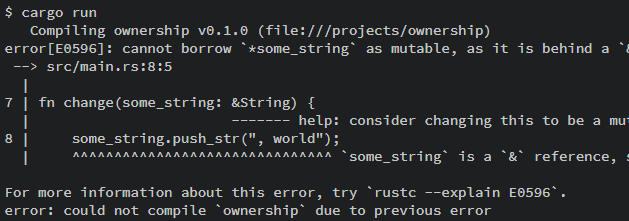 $ cargo run
   Compiling ownership v0.1.0 (file:///projects/ownership)
error[E0596]: cannot borrow `*some_string` as mutable, as it is behind a `&
 --> src/main.rs:8:5
  |
7 | fn change(some_string: &String) {
  |                        ------- help: consider changing this to be a mu
8 |     some_string.push_str(", world");
  |     ^^^^^^^^^^^^^^^^^^^^^^^^^^^^^^^ `some_string` is a `&` reference, s

For more information about this error, try `rustc --explain E0596`.
error: could not compile `ownership` due to previous error